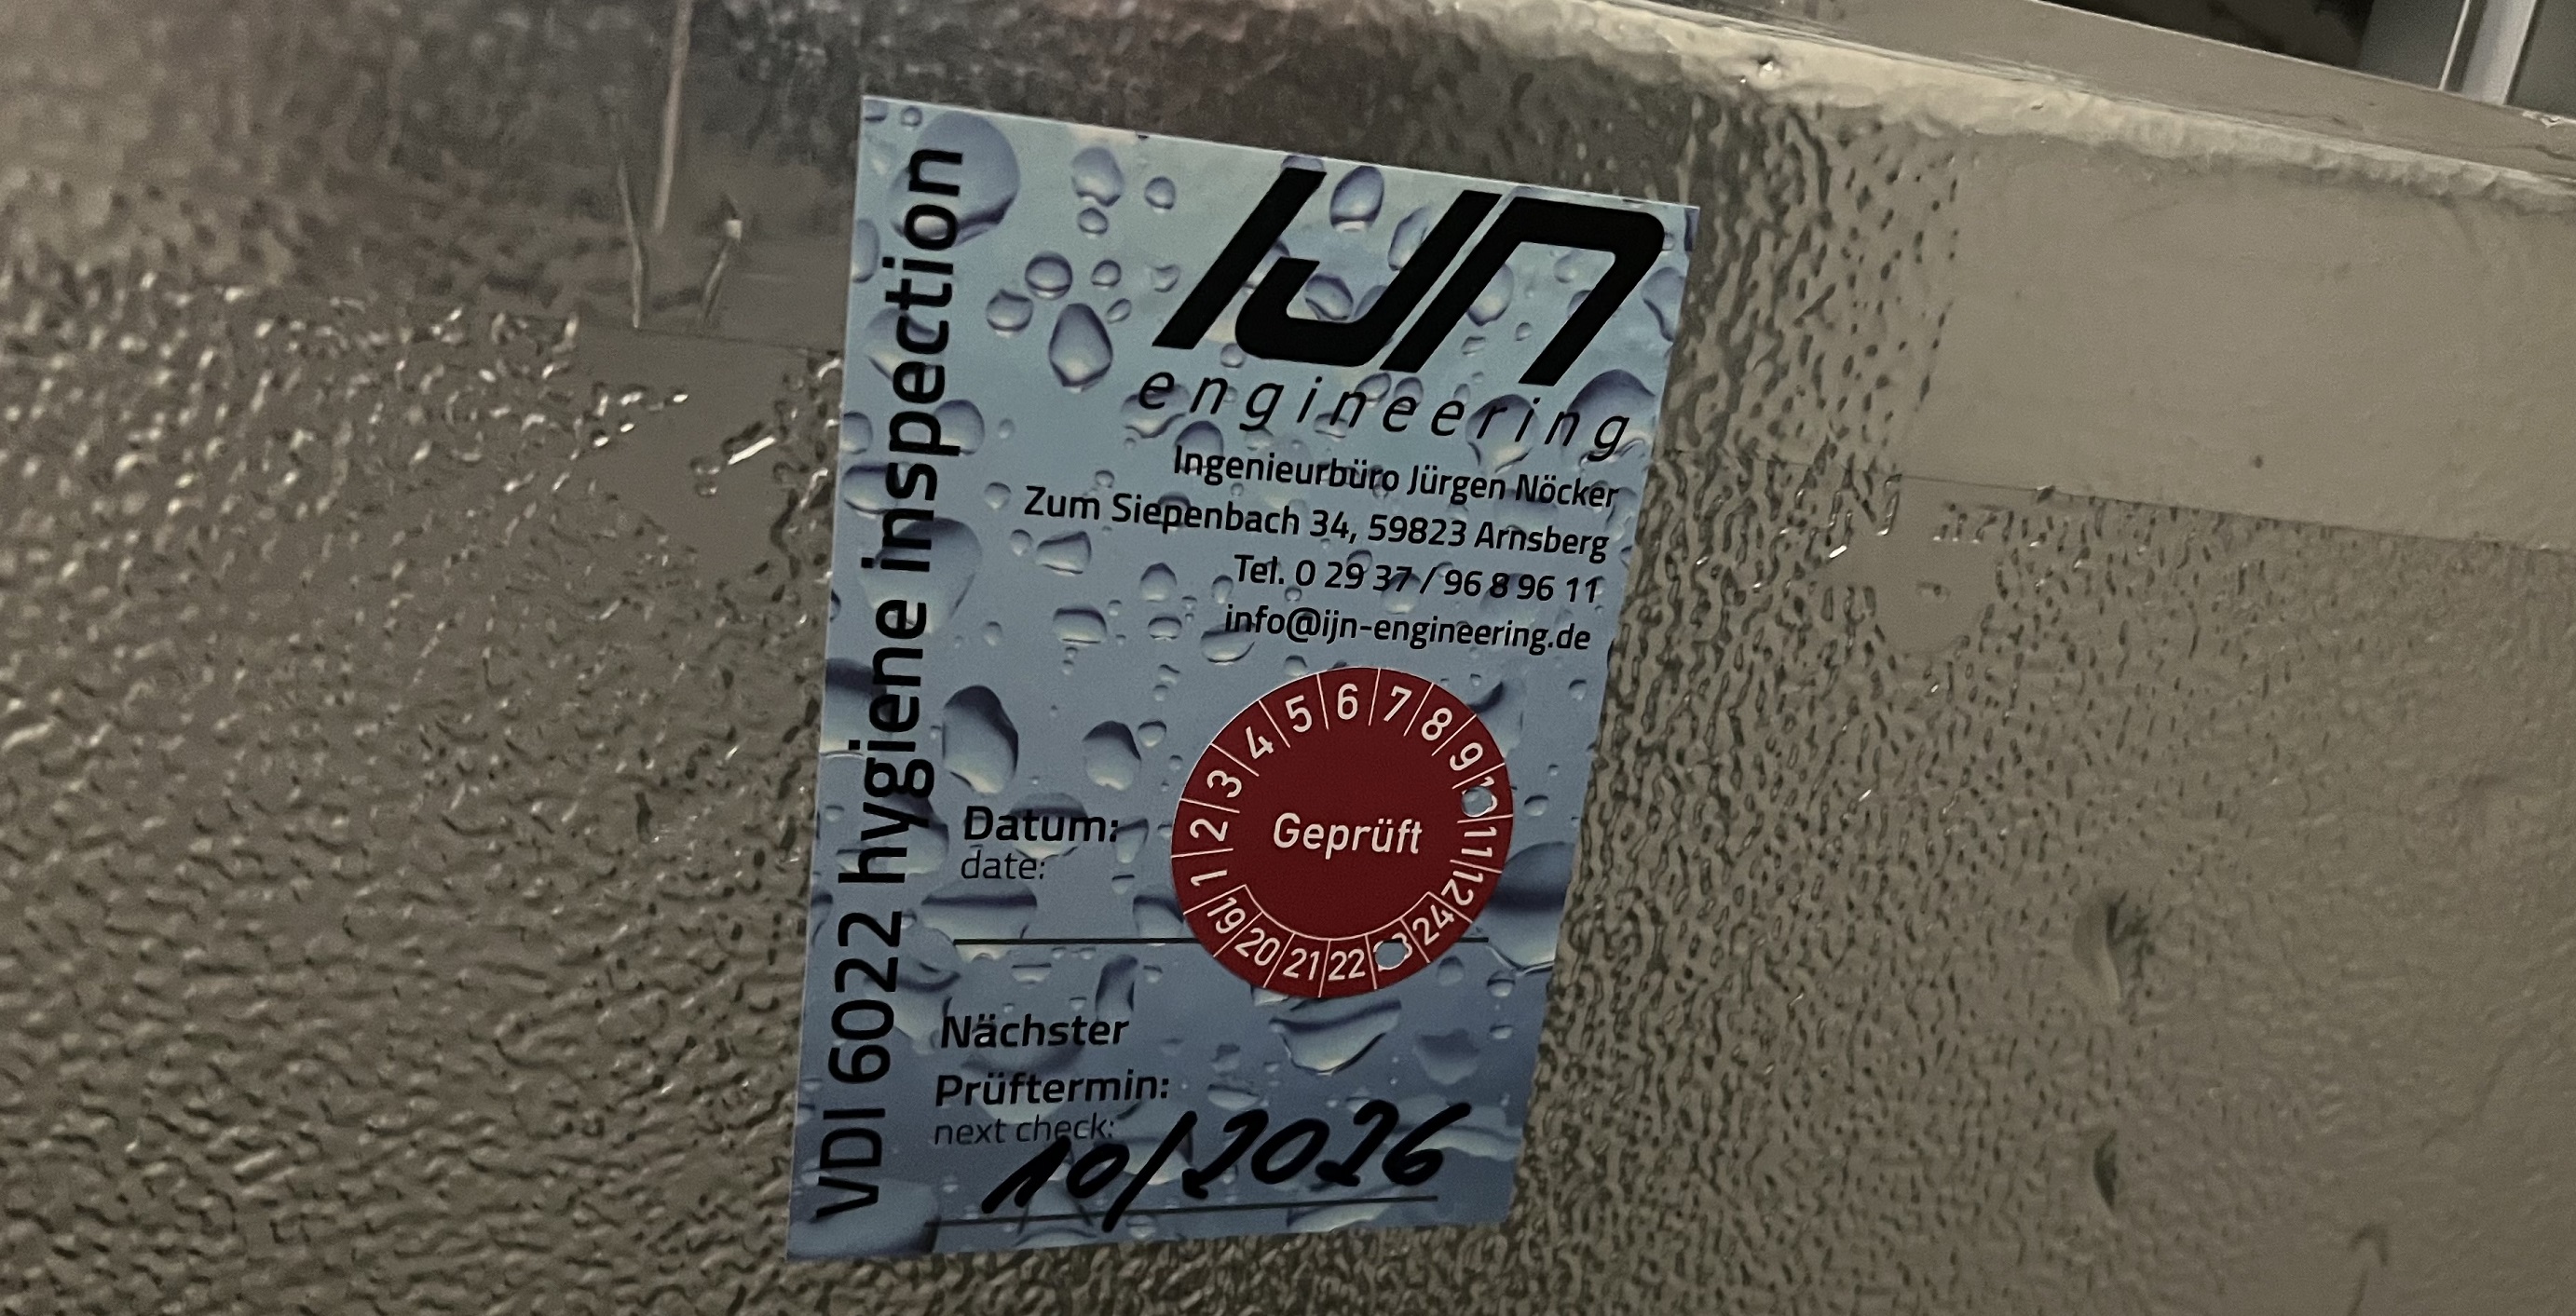 VDI 6022 hygiene inspection
IJN
engineering
Ingenieurbüro Jürgen Nöcker
Zum Siepenbach 34, 59823 Arnsberg
Tel. 0 29 37 / 96 8 96 11
info@ijn-engineering.de
Datum:
date:
1 2 3 4 5 6 7 8 9 10 11 12
Geprüft
19 20 21 22 24
Nächster
Prüftermin:
next check:
10/2026